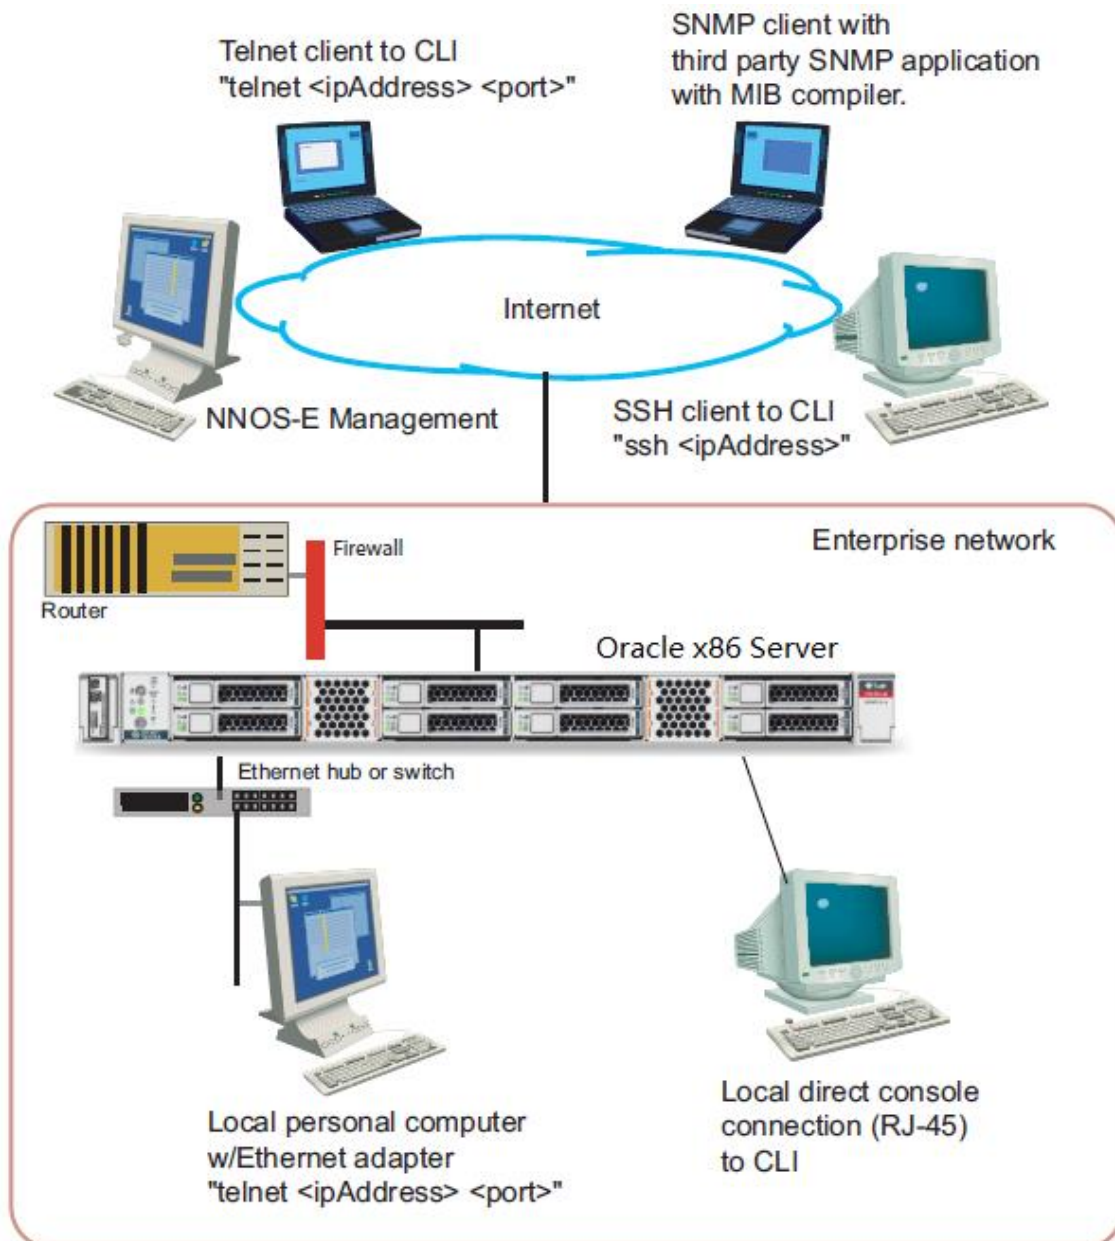 Telnet client to CLI
"telnet <ipAddress> <port>"
SNMP client with
third party SNMP application
with MIB compiler.
Internet
NNOS-E Management
SSH client to CLI
"ssh <ipAddress>"
Enterprise network
Firewall
Router
Oracle x86 Server
Ethernet hub or switch
Local personal computer
w/Ethernet adapter
"telnet <ipAddress> <port>"
Local direct console
connection (RJ-45)
to CLI